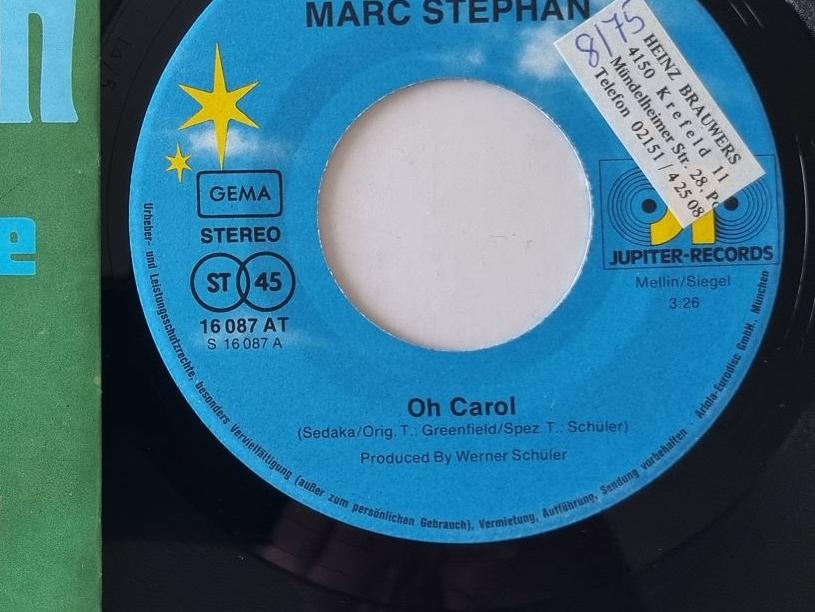 MARC STEPHAN
8/75
HEINZ BRAUWERS
4150 Krefeld 11
Mündelheimer Str. 28,
Telefon 02151 / 4 25 08
GEMA
STEREO
ST 45
16 087 AT
S 16 087 A
JUPITER-RECORDS
Mellin/Siegel
3:26
Oh Carol
(Sedaka/Orig. T.: Greenfield/Spez. T.: Schüler)
Produced By Werner Schüler
Urheber- und Leistungsschutzrechte, besonders Vervielfältigung (außer zum persönlichen Gebrauch), Vermietung, Aufführung, Sendung vorbehalten · Ariola-Eurodisc GmbH., München
n
e